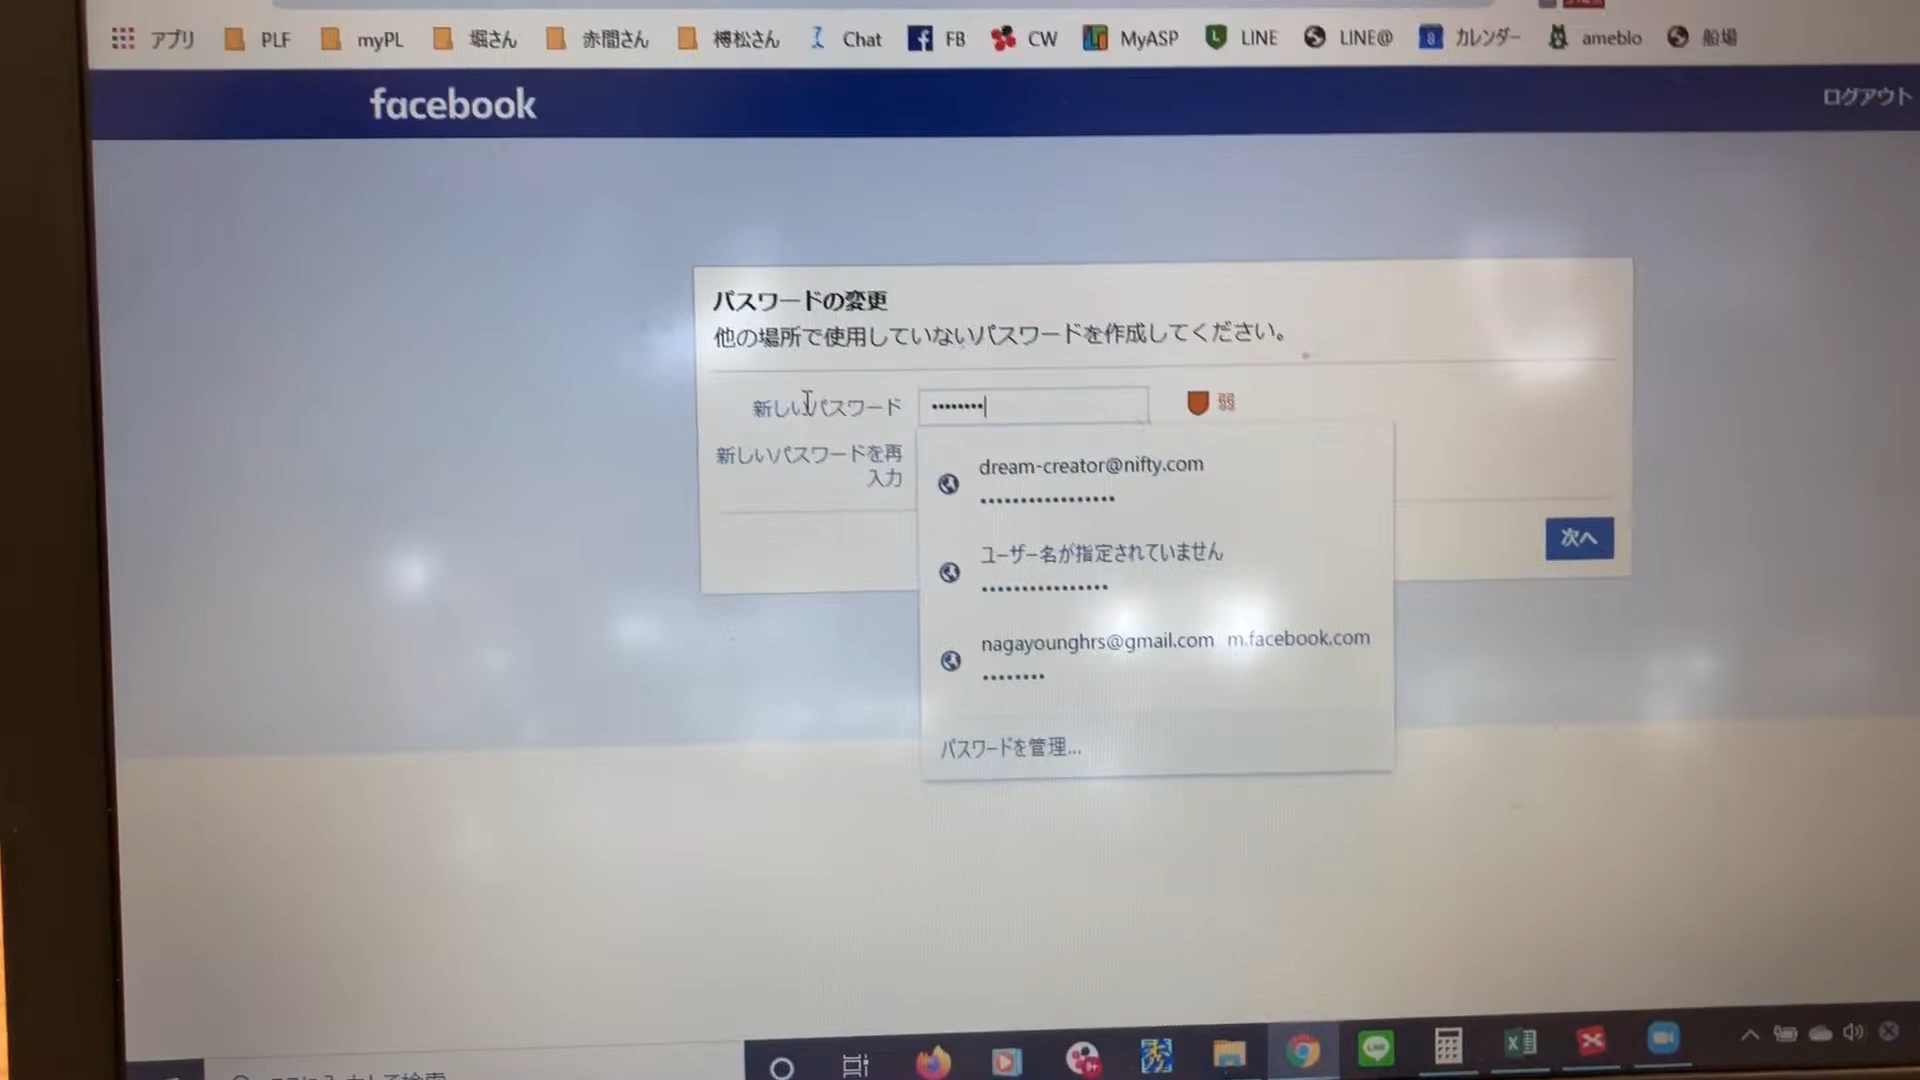 アプリ PLF myPL 堀さん 赤間さん 樽松さん Chat FB CW MyASP LINE LINE@ カレンダー ameblo 船場
facebook
ログアウト
パスワードの変更
他の場所で使用していないパスワードを作成してください。
新しいパスワード •••••••• 弱
新しいパスワードを再
入力
dream-creator@nifty.com
•••••••••••••••••
ユーザー名が指定されていません
••••••••••••••••
nagayounghrs@gmail.com m.facebook.com
••••••••
パスワードを管理...
次へ